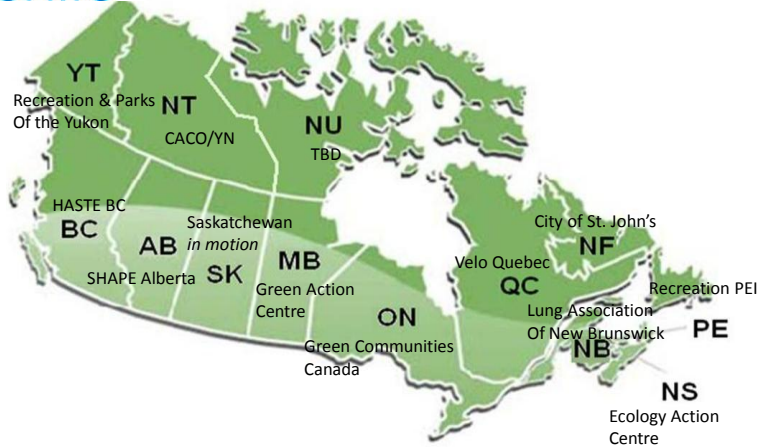 YT
Recreation & Parks
Of the Yukon
NT
CACO/YN
NU
TBD
HASTE BC
BC
AB
SHAPE Alberta
Saskatchewan
in motion
SK
MB
Green Action
Centre
ON
Green Communities
Canada
Velo Quebec
QC
City of St. John's
NF
Recreation PEI
PE
Lung Association
Of New Brunswick
NB
NS
Ecology Action
Centre